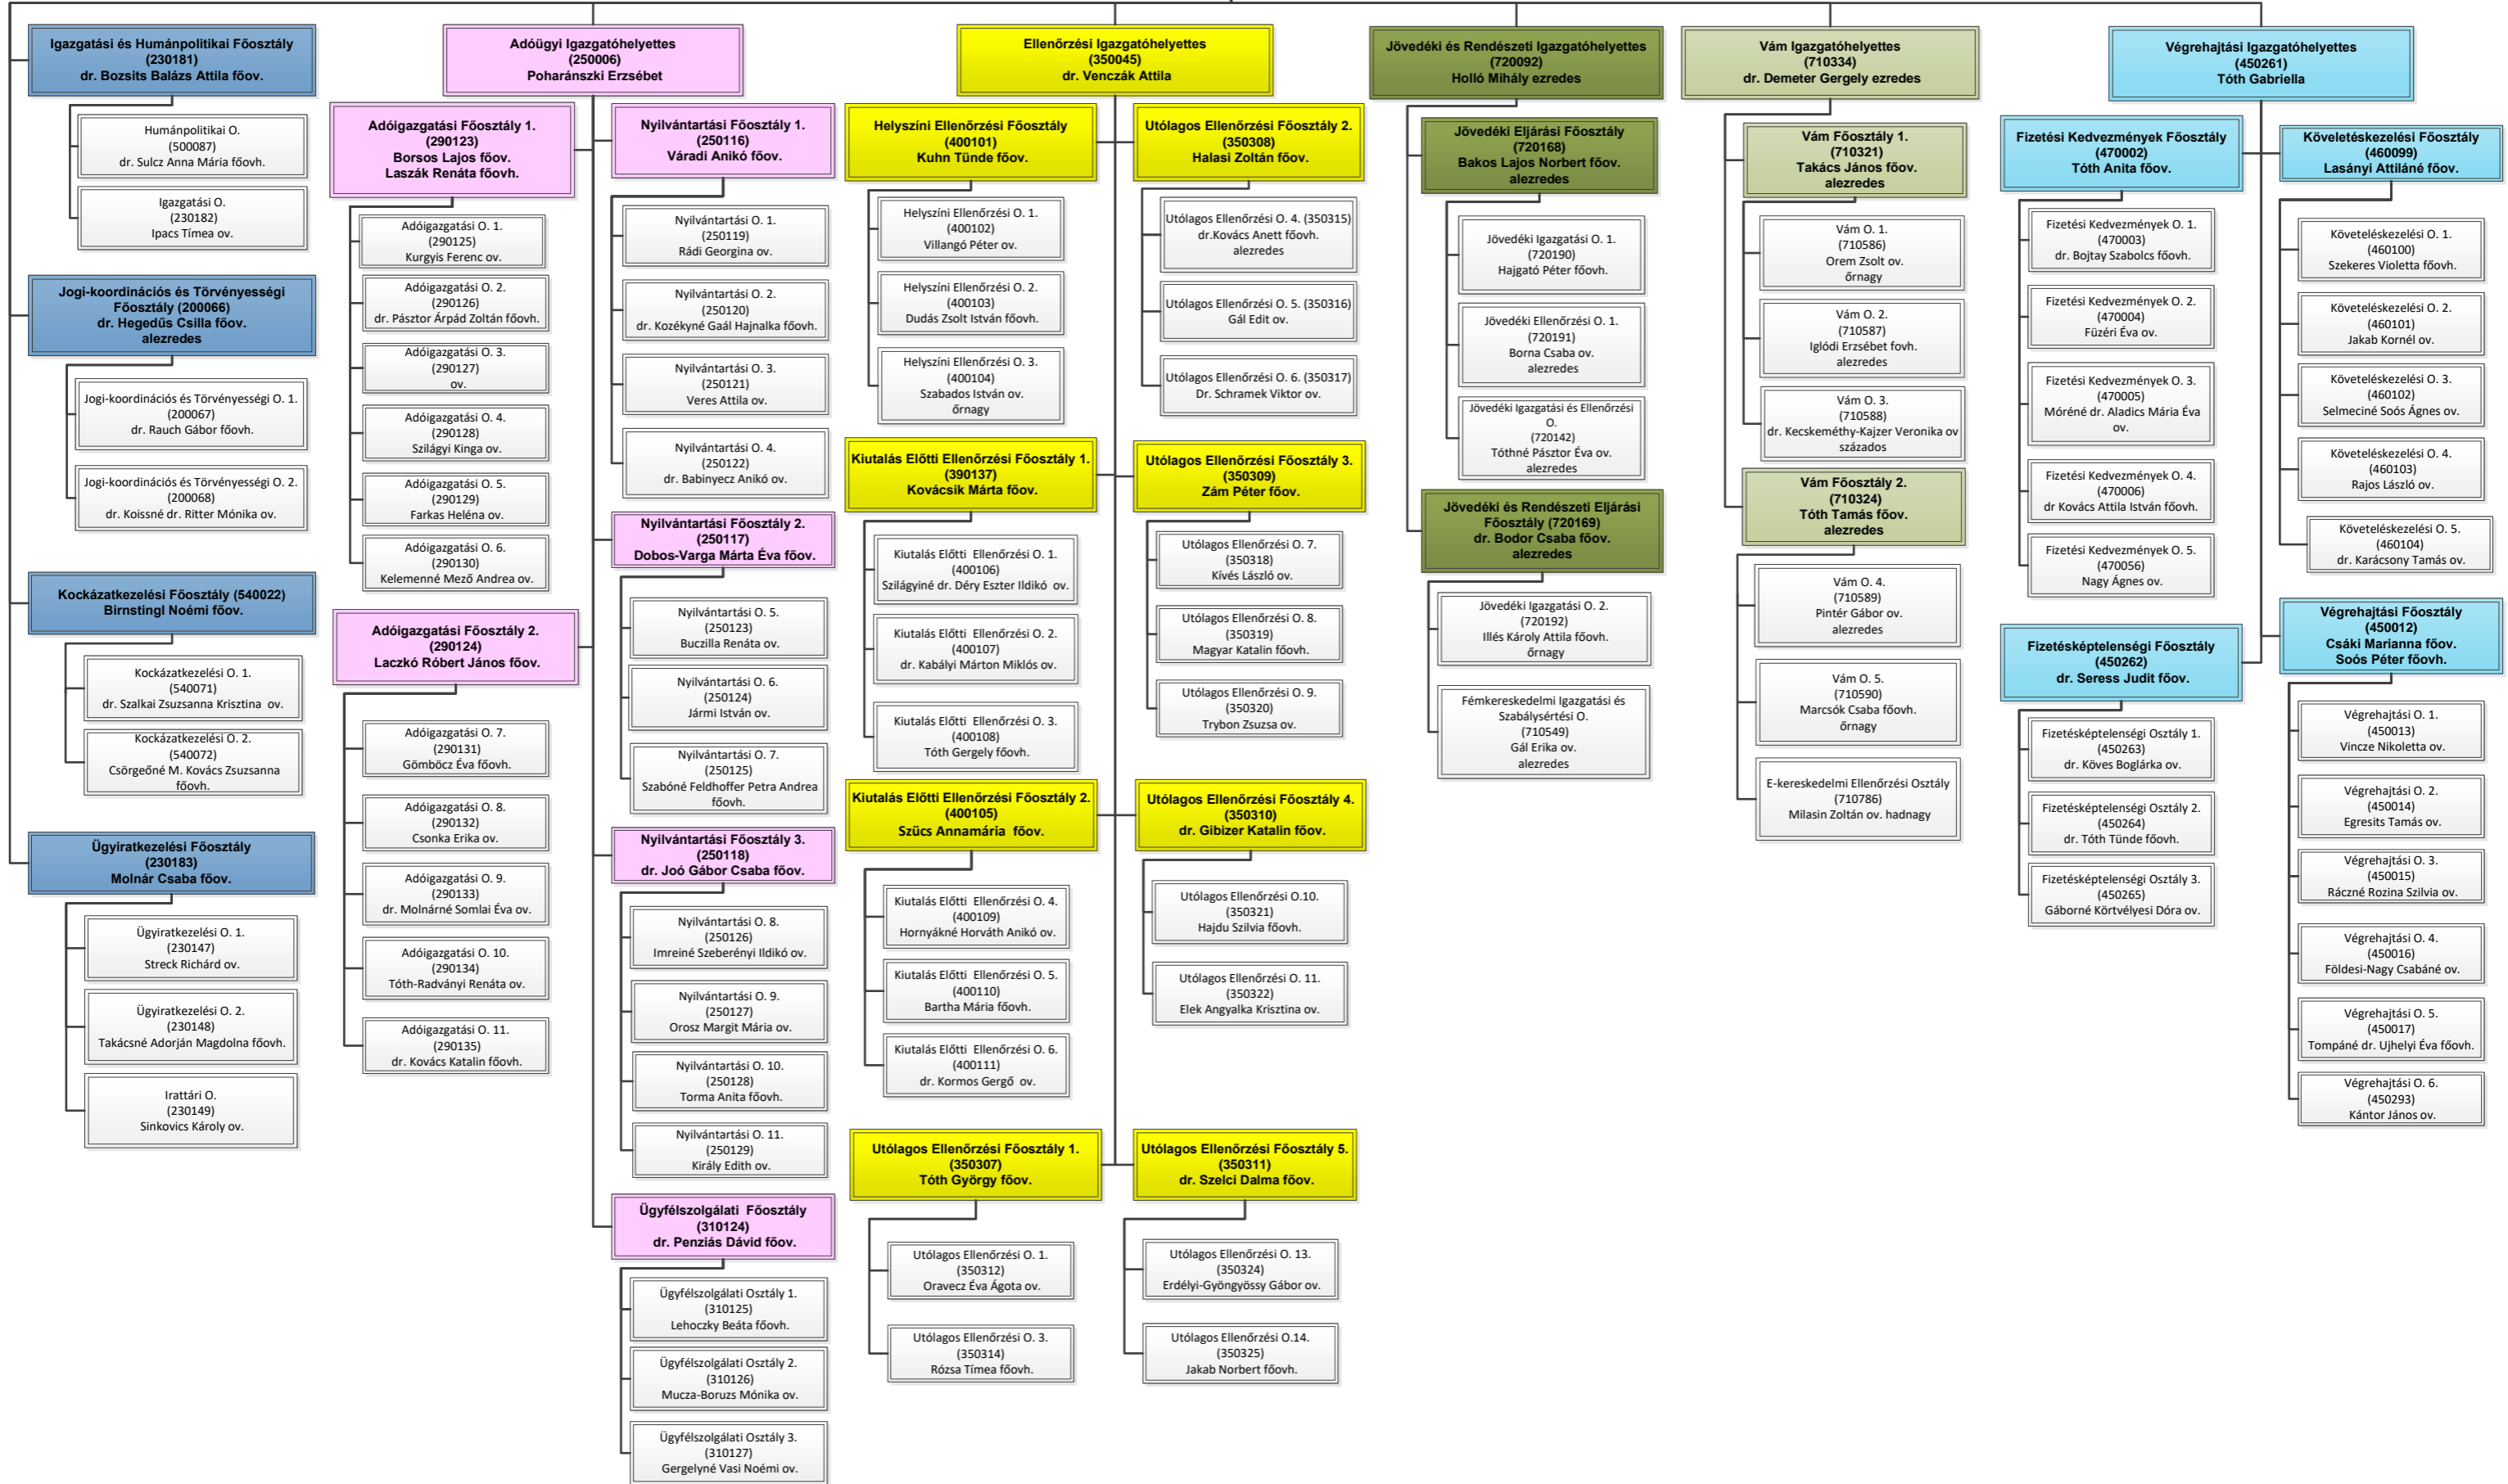 Igazgatási és Humánpolitikai Főosztály
(230181)
dr. Bozsits Balázs Attila főov.
Humánpolitikai O.
(500087)
dr. Sulcz Anna Mária főovh.
Igazgatási O.
(230182)
Ipacs Tímea ov.
Jogi-koordinációs és Törvényességi
Főosztály (200066)
dr. Hegedűs Csilla főov.
alezredes
Jogi-koordinációs és Törvényességi O. 1.
(200067)
dr. Rauch Gábor főovh.
Jogi-koordinációs és Törvényességi O. 2.
(200068)
dr. Koissné dr. Ritter Mónika ov.
Kockázatkezelési Főosztály (540022)
Birnstingl Noémi főov.
Kockázatkezelési O. 1.
(540071)
dr. Szalkai Zsuzsanna Krisztina ov.
Kockázatkezelési O. 2.
(540072)
Csörgeőné M. Kovács Zsuzsanna
főovh.
Ügyiratkezelési Főosztály
(230183)
Molnár Csaba főov.
Ügyiratkezelési O. 1.
(230147)
Streck Richárd ov.
Ügyiratkezelési O. 2.
(230148)
Takácsné Adorján Magdolna főovh.
Irattári O.
(230149)
Sinkovics Károly ov.
Adóügyi Igazgatóhelyettes
(250006)
Poharánszki Erzsébet
Adóigazgatási Főosztály 1.
(290123)
Borsos Lajos főov.
Laszák Renáta főovh.
Adóigazgatási O. 1.
(290125)
Kurgyis Ferenc ov.
Adóigazgatási O. 2.
(290126)
dr. Pásztor Árpád Zoltán főovh.
Adóigazgatási O. 3.
(290127)
ov.
Adóigazgatási O. 4.
(290128)
Szilágyi Kinga ov.
Adóigazgatási O. 5.
(290129)
Farkas Heléna ov.
Adóigazgatási O. 6.
(290130)
Kelemenné Mező Andrea ov.
Adóigazgatási Főosztály 2.
(290124)
Laczkó Róbert János főov.
Adóigazgatási O. 7.
(290131)
Gömböcz Éva főovh.
Adóigazgatási O. 8.
(290132)
Csonka Erika ov.
Adóigazgatási O. 9.
(290133)
dr. Molnárné Somlai Éva ov.
Adóigazgatási O. 10.
(290134)
Tóth-Radványi Renáta ov.
Adóigazgatási O. 11.
(290135)
dr. Kovács Katalin főovh.
Nyilvántartási Főosztály 1.
(250116)
Váradi Anikó főov.
Nyilvántartási O. 1.
(250119)
Rádi Georgina ov.
Nyilvántartási O. 2.
(250120)
dr. Kozékyné Gaál Hajnalka főovh.
Nyilvántartási O. 3.
(250121)
Veres Attila ov.
Nyilvántartási O. 4.
(250122)
dr. Babinyecz Anikó ov.
Nyilvántartási Főosztály 2.
(250117)
Dobos-Varga Márta Éva főov.
Nyilvántartási O. 5.
(250123)
Buczilla Renáta ov.
Nyilvántartási O. 6.
(250124)
Jármi István ov.
Nyilvántartási O. 7.
(250125)
Szabóné Feldhoffer Petra Andrea
főovh.
Nyilvántartási Főosztály 3.
(250118)
dr. Joó Gábor Csaba főov.
Nyilvántartási O. 8.
(250126)
Imreiné Szeberényi Ildikó ov.
Nyilvántartási O. 9.
(250127)
Orosz Margit Mária ov.
Nyilvántartási O. 10.
(250128)
Torma Anita főovh.
Nyilvántartási O. 11.
(250129)
Király Edith ov.
Ügyfélszolgálati Főosztály
(310124)
dr. Penziás Dávid főov.
Ügyfélszolgálati Osztály 1.
(310125)
Lehoczky Beáta főovh.
Ügyfélszolgálati Osztály 2.
(310126)
Mucza-Boruzs Mónika ov.
Ügyfélszolgálati Osztály 3.
(310127)
Gergelyné Vasi Noémi ov.
Ellenőrzési Igazgatóhelyettes
(350045)
dr. Venczák Attila
Helyszíni Ellenőrzési Főosztály
(400101)
Kuhn Tünde főov.
Helyszíni Ellenőrzési O. 1.
(400102)
Villangó Péter ov.
Helyszíni Ellenőrzési O. 2.
(400103)
Dudás Zsolt István főovh.
Helyszíni Ellenőrzési O. 3.
(400104)
Szabados István ov.
őrnagy
Kiutalás Előtti Ellenőrzési Főosztály 1.
(390137)
Kovácsik Márta főov.
Kiutalás Előtti Ellenőrzési O. 1.
(400106)
Szilágyiné dr. Déry Eszter Ildikó ov.
Kiutalás Előtti Ellenőrzési O. 2.
(400107)
dr. Kabályi Márton Miklós ov.
Kiutalás Előtti Ellenőrzési O. 3.
(400108)
Tóth Gergely főovh.
Kiutalás Előtti Ellenőrzési Főosztály 2.
(400105)
Szücs Annamária főov.
Kiutalás Előtti Ellenőrzési O. 4.
(400109)
Hornyákné Horváth Anikó ov.
Kiutalás Előtti Ellenőrzési O. 5.
(400110)
Bartha Mária főovh.
Kiutalás Előtti Ellenőrzési O. 6.
(400111)
dr. Kormos Gergő ov.
Utólagos Ellenőrzési Főosztály 1.
(350307)
Tóth György főov.
Utólagos Ellenőrzési O. 1.
(350312)
Oravecz Éva Ágota ov.
Utólagos Ellenőrzési O. 3.
(350314)
Rózsa Tímea főovh.
Utólagos Ellenőrzési Főosztály 2.
(350308)
Halasi Zoltán főov.
Utólagos Ellenőrzési O. 4. (350315)
dr.Kovács Anett főovh.
alezredes
Utólagos Ellenőrzési O. 5. (350316)
Gál Edit ov.
Utólagos Ellenőrzési O. 6. (350317)
Dr. Schramek Viktor ov.
Utólagos Ellenőrzési Főosztály 3.
(350309)
Zám Péter főov.
Utólagos Ellenőrzési O. 7.
(350318)
Kívés László ov.
Utólagos Ellenőrzési O. 8.
(350319)
Magyar Katalin főovh.
Utólagos Ellenőrzési O. 9.
(350320)
Trybon Zsuzsa ov.
Utólagos Ellenőrzési Főosztály 4.
(350310)
dr. Gibizer Katalin főov.
Utólagos Ellenőrzési O.10.
(350321)
Hajdu Szilvia főovh.
Utólagos Ellenőrzési O. 11.
(350322)
Elek Angyalka Krisztina ov.
Utólagos Ellenőrzési Főosztály 5.
(350311)
dr. Szelci Dalma főov.
Utólagos Ellenőrzési O. 13.
(350324)
Erdélyi-Gyöngyössy Gábor ov.
Utólagos Ellenőrzési O.14.
(350325)
Jakab Norbert főovh.
Jövedéki és Rendészeti Igazgatóhelyettes
(720092)
Holló Mihály ezredes
Jövedéki Eljárási Főosztály
(720168)
Bakos Lajos Norbert főov.
alezredes
Jövedéki Igazgatási O. 1.
(720190)
Hajgató Péter főovh.
Jövedéki Ellenőrzési O. 1.
(720191)
Borna Csaba ov.
alezredes
Jövedéki Igazgatási és Ellenőrzési
O.
(720142)
Tóthné Pásztor Éva ov.
alezredes
Jövedéki és Rendészeti Eljárási
Főosztály (720169)
dr. Bodor Csaba főov.
alezredes
Jövedéki Igazgatási O. 2.
(720192)
Illés Károly Attila főovh.
őrnagy
Fémkereskedelmi Igazgatási és
Szabálysértési O.
(710549)
Gál Erika ov.
alezredes
Vám Igazgatóhelyettes
(710334)
dr. Demeter Gergely ezredes
Vám Főosztály 1.
(710321)
Takács János főov.
alezredes
Vám O. 1.
(710586)
Orem Zsolt ov.
őrnagy
Vám O. 2.
(710587)
Iglódi Erzsébet fovh.
alezredes
Vám O. 3.
(710588)
dr. Kecskeméthy-Kajzer Veronika ov
százados
Vám Főosztály 2.
(710324)
Tóth Tamás főov.
alezredes
Vám O. 4.
(710589)
Pintér Gábor ov.
alezredes
Vám O. 5.
(710590)
Marcsók Csaba főovh.
őrnagy
E-kereskedelmi Ellenőrzési Osztály
(710786)
Milasin Zoltán ov. hadnagy
Végrehajtási Igazgatóhelyettes
(450261)
Tóth Gabriella
Fizetési Kedvezmények Főosztály
(470002)
Tóth Anita főov.
Fizetési Kedvezmények O. 1.
(470003)
dr. Bojtay Szabolcs főovh.
Fizetési Kedvezmények O. 2.
(470004)
Füzéri Éva ov.
Fizetési Kedvezmények O. 3.
(470005)
Móréné dr. Aladics Mária Éva
ov.
Fizetési Kedvezmények O. 4.
(470006)
dr Kovács Attila István főovh.
Fizetési Kedvezmények O. 5.
(470056)
Nagy Ágnes ov.
Fizetésképtelenségi Főosztály
(450262)
dr. Seress Judit főov.
Fizetésképtelenségi Osztály 1.
(450263)
dr. Köves Boglárka ov.
Fizetésképtelenségi Osztály 2.
(450264)
dr. Tóth Tünde főovh.
Fizetésképtelenségi Osztály 3.
(450265)
Gáborné Körtvélyesi Dóra ov.
Követeléskezelési Főosztály
(460099)
Lasányi Attiláné főov.
Követeléskezelési O. 1.
(460100)
Szekeres Violetta főovh.
Követeléskezelési O. 2.
(460101)
Jakab Kornél ov.
Követeléskezelési O. 3.
(460102)
Selmeciné Soós Ágnes ov.
Követeléskezelési O. 4.
(460103)
Rajos László ov.
Követeléskezelési O. 5.
(460104)
dr. Karácsony Tamás ov.
Végrehajtási Főosztály
(450012)
Csáki Marianna főov.
Soós Péter főovh.
Végrehajtási O. 1.
(450013)
Vincze Nikoletta ov.
Végrehajtási O. 2.
(450014)
Egresits Tamás ov.
Végrehajtási O. 3.
(450015)
Ráczné Rozina Szilvia ov.
Végrehajtási O. 4.
(450016)
Földesi-Nagy Csabáné ov.
Végrehajtási O. 5.
(450017)
Tompáné dr. Ujhelyi Éva főovh.
Végrehajtási O. 6.
(450293)
Kántor János ov.